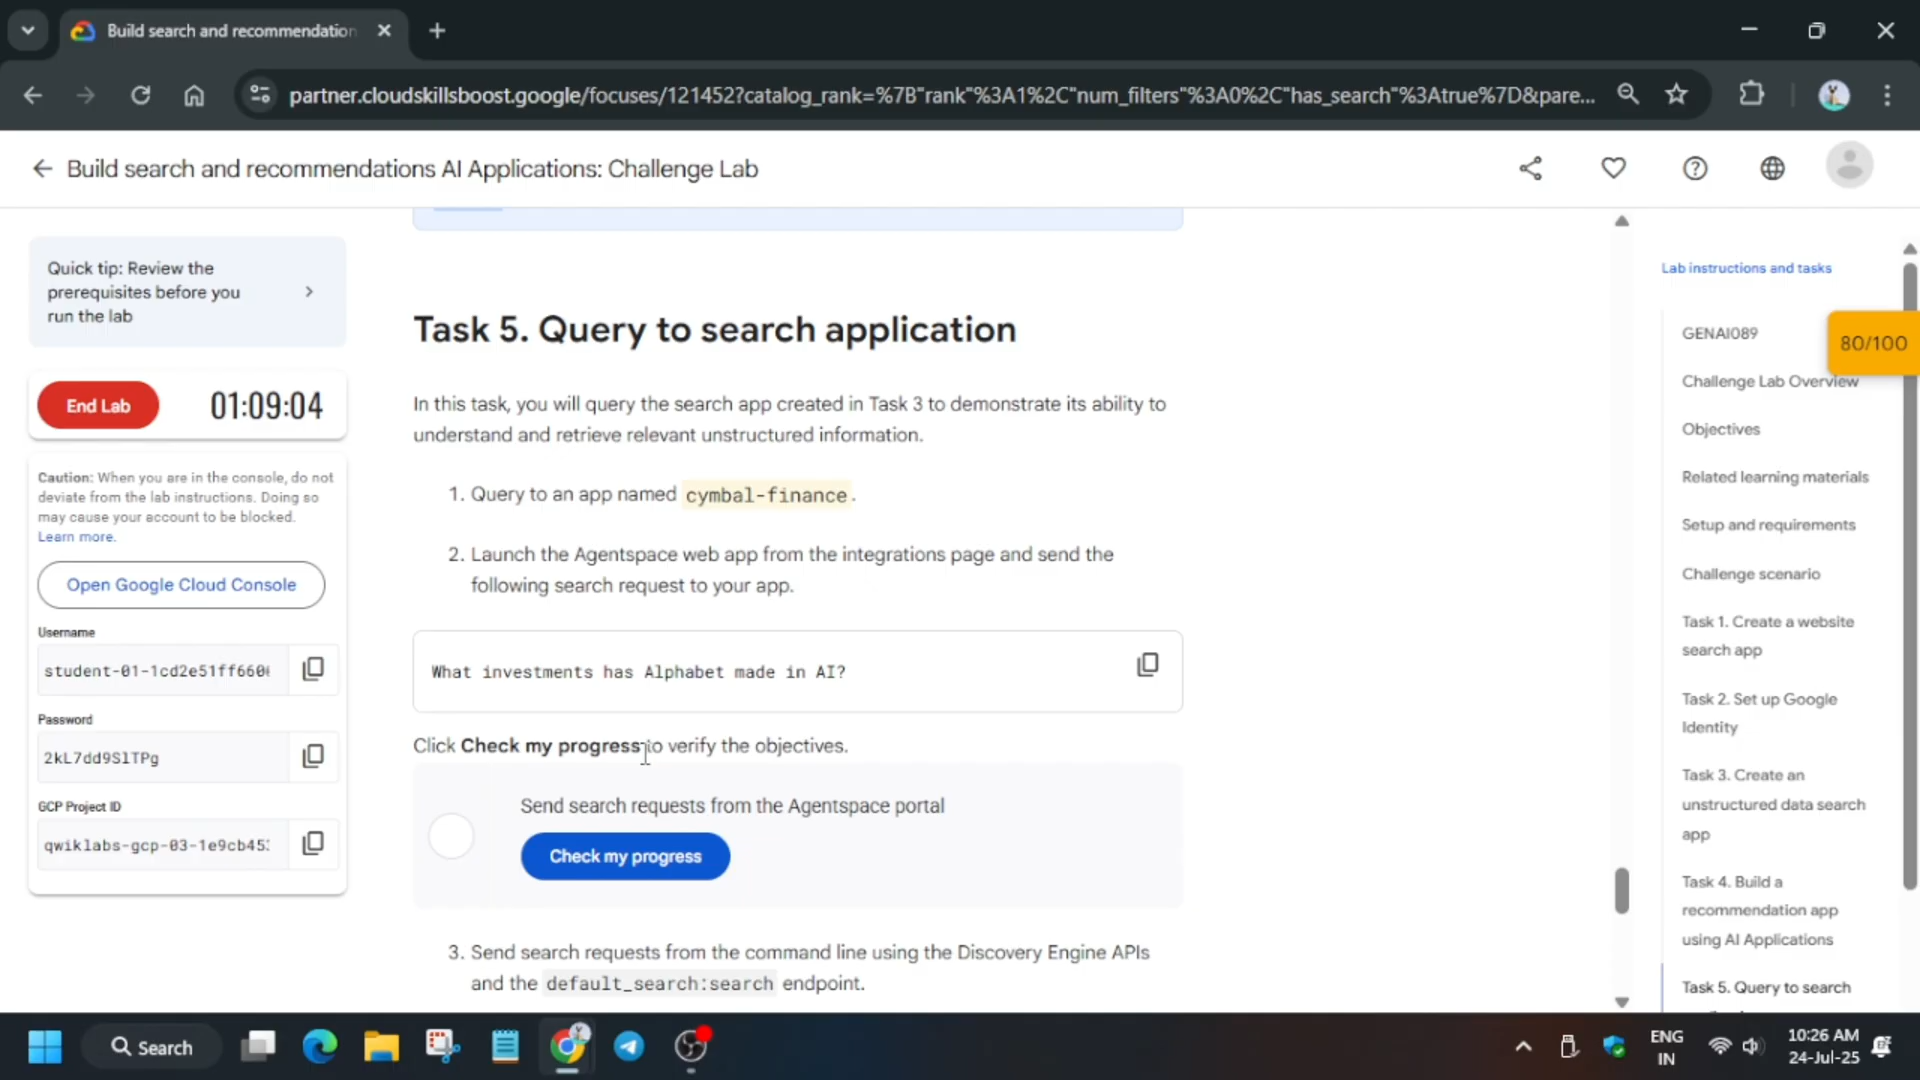 Build search and recommendation
partner.cloudskillsboost.google/focuses/121452?catalog_rank=%7B"rank"%3A1%2C"num_filters"%3A0%2C"has_search"%3Atrue%7D&pare...
Build search and recommendations AI Applications: Challenge Lab
Quick tip: Review the
prerequisites before you
run the lab
End Lab
01:09:04
Caution: When you are in the console, do not
deviate from the lab instructions. Doing so
may cause your account to be blocked.
Learn more.
Open Google Cloud Console
Username
student-01-1cd2e51ff660
Password
2kL7dd9SlTPg
GCP Project ID
qwiklabs-gcp-03-1e9cb45
Task 5. Query to search application
In this task, you will query the search app created in Task 3 to demonstrate its ability to
understand and retrieve relevant unstructured information.
1. Query to an app named cymbal-finance.
2. Launch the Agentspace web app from the integrations page and send the
following search request to your app.
What investments has Alphabet made in AI?
Click Check my progress to verify the objectives.
Send search requests from the Agentspace portal
Check my progress
3. Send search requests from the command line using the Discovery Engine APIs
and the default_search:search endpoint.
Lab instructions and tasks
GENAI089
80/100
Challenge Lab Overview
Objectives
Related learning materials
Setup and requirements
Challenge scenario
Task 1. Create a website
search app
Task 2. Set up Google
Identity
Task 3. Create an
unstructured data search
app
Task 4. Build a
recommendation app
using AI Applications
Task 5. Query to search
Search
ENG
IN
10:26 AM
24-Jul-25